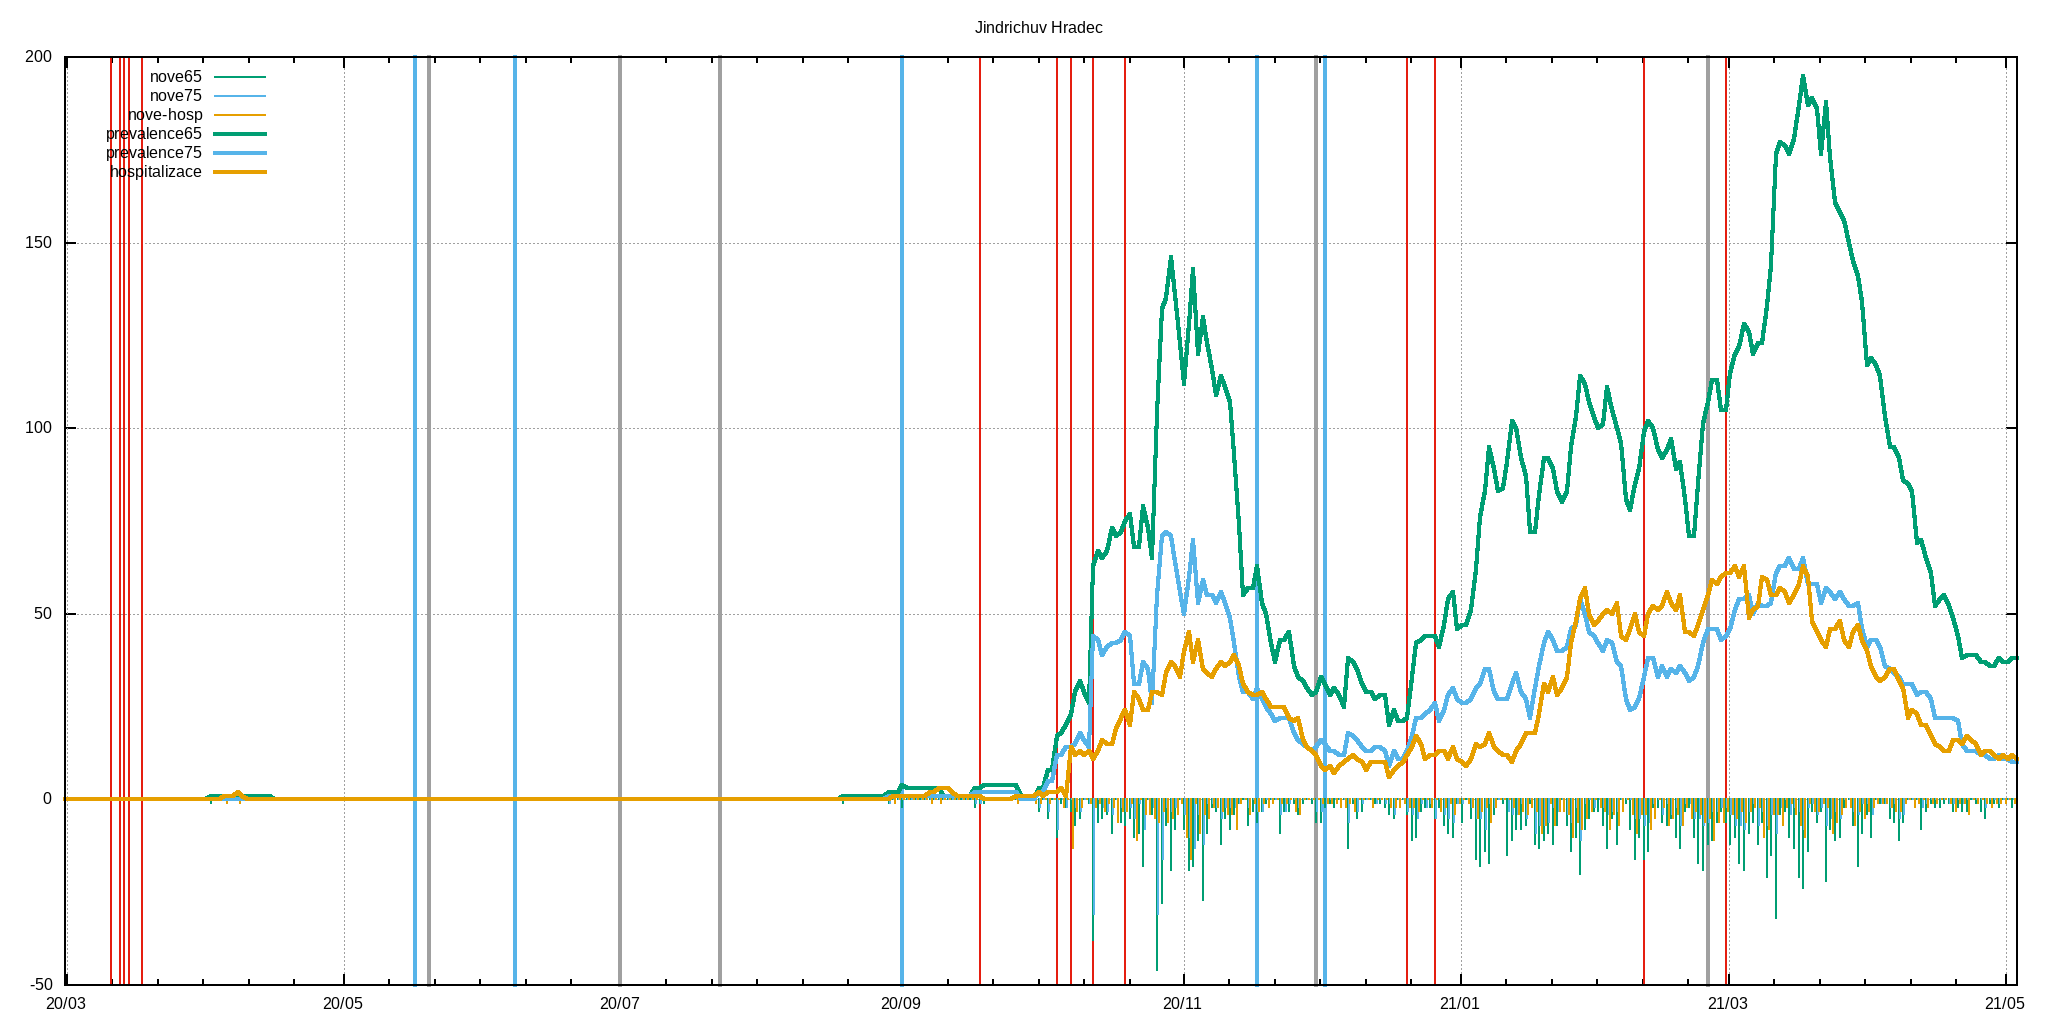 Jindrichuv Hradec
200
150
100
50
0
-50
nove65
nove75
nove-hosp
prevalence65
prevalence75
hospitalizace
20/03 20/05 20/07 20/09 20/11 21/01 21/03 21/05